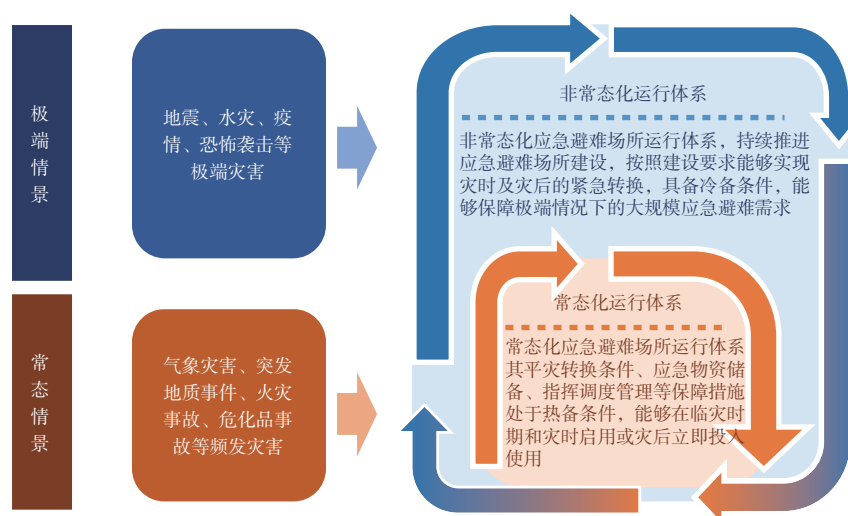 极端情景
地震、水灾、疫
情、恐怖袭击等
极端灾害
非常态化运行体系
非常态化应急避难场所运行体系，持续推进
应急避难场所建设，按照建设要求能够实现
灾时及灾后的紧急转换，具备冷备条件，能
够保障极端情况下的大规模应急避难需求
常态情景
气象灾害、突发
地质事件、火灾
事故、危化品事
故等频发灾害
常态化运行体系
常态化应急避难场所运行体系
其平灾转换条件、应急物资储
备、指挥调度管理等保障措施
处于热备条件，能够在临灾时
期和灾时启用或灾后立即投入
使用